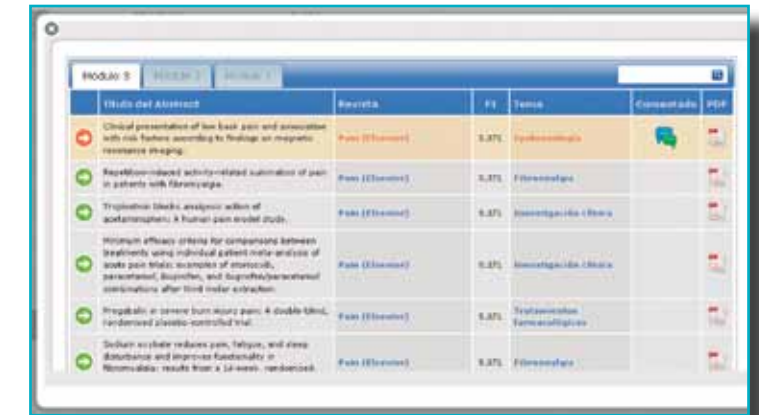 Modulo 3 Modulo 2 Modulo 1
Título del Abstract Revista FI Tema Comentado PDF
Clinical presentation of low back pain and association
with risk factors according to findings on magnetic
resonance imaging.
Pain (Elsevier) 5.371 Epidemiología
Repetition-induced activity-related summation of pain
in patients with fibromyalgia.
Pain (Elsevier) 5.371 Fibromialgia
Tropisetron blocks analgesic action of
acetaminophen: A human pain model study.
Pain (Elsevier) 5.371 Investigación clínica
Minimum efficacy criteria for comparisons between
treatments using individual patient meta-analysis of
acute pain trials: examples of etoricoxib,
paracetamol, ibuprofen, and ibuprofen/paracetamol
combinations after third molar extraction.
Pain (Elsevier) 5.371 Investigación clínica
Pregabalin in severe burn injury pain: A double-blind,
randomised placebo-controlled trial.
Pain (Elsevier) 5.371 Tratamientos
farmacológicos
Sodium oxybate reduces pain, fatigue, and sleep
disturbance and improves functionality in
fibromyalgia: results from a 14-week, randomized,
Pain (Elsevier) 5.371 Fibromialgia